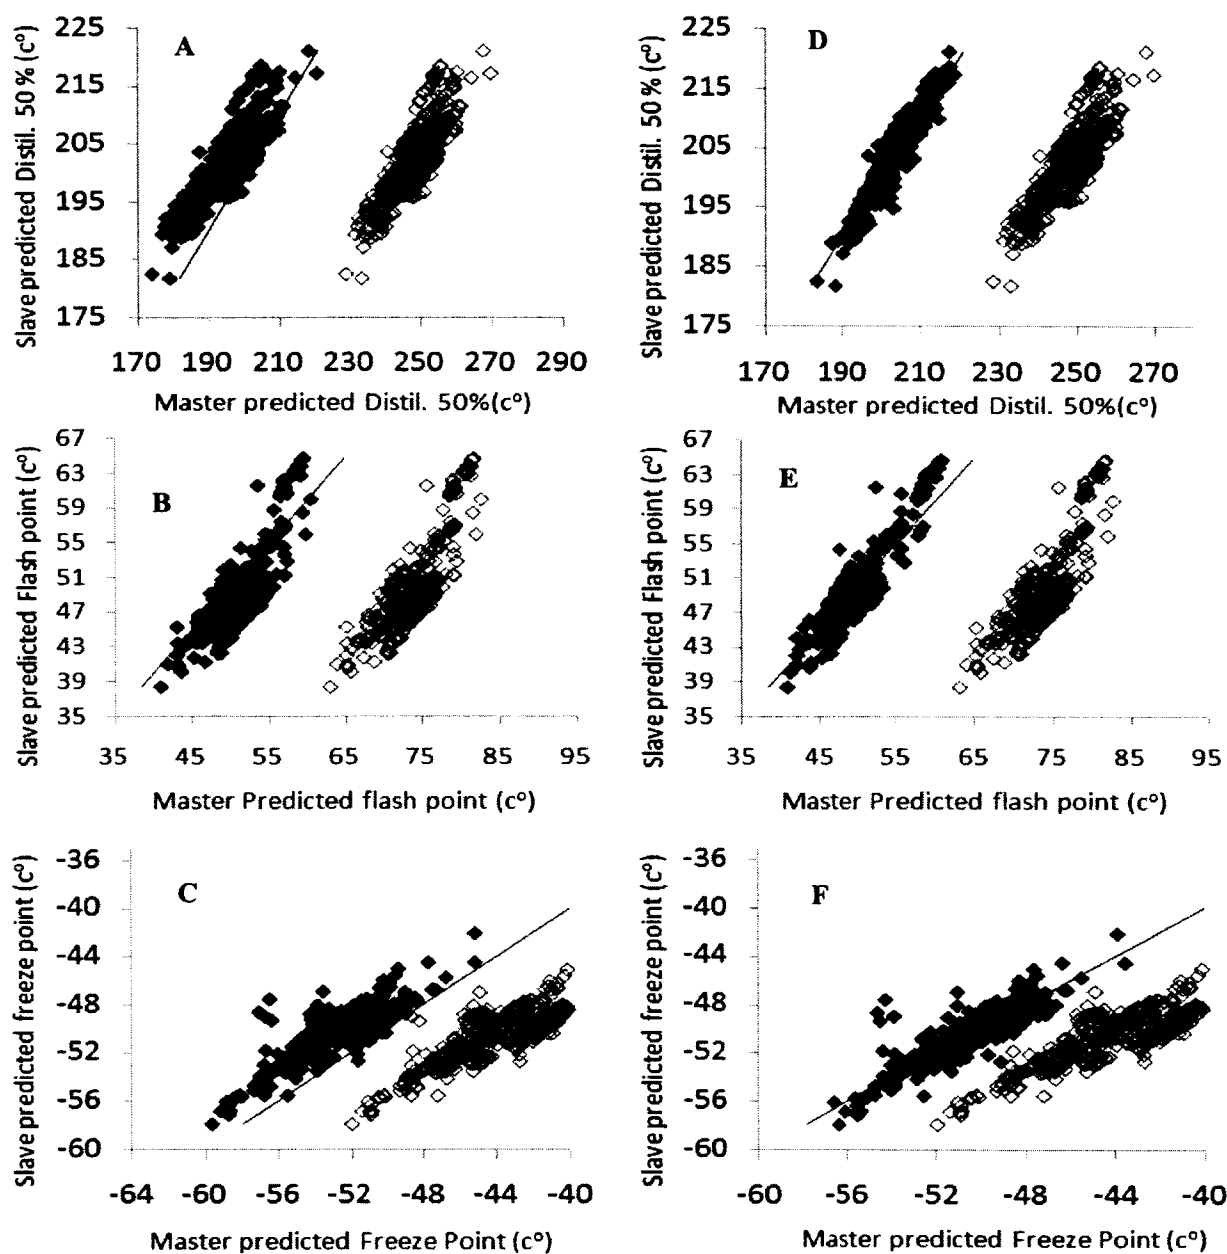 A
Slave predicted Distil. 50% (c°)
225
215
205
195
185
175
170 190 210 230 250 270 290
Master predicted Distil. 50%(c°)
D
Slave predicted Distil. 50% (c°)
225
215
205
195
185
175
170 190 210 230 250 270
Master predicted Distil. 50%(c°)
B
Slave predicted Flash point (c°)
67
63
59
55
51
47
43
39
35
35 45 55 65 75 85 95
Master Predicted flash point (c°)
E
Slave predicted Flash point (c°)
67
63
59
55
51
47
43
39
35
35 45 55 65 75 85 95
Master Predicted flash point (c°)
C
Slave predicted freeze point (c°)
-36
-40
-44
-48
-52
-56
-60
-64 -60 -56 -52 -48 -44 -40
Master predicted Freeze Point (c°)
F
Slave predicted freeze point (c°)
-36
-40
-44
-48
-52
-56
-60
-60 -56 -52 -48 -44 -40
Master predicted Freeze Point (c°)